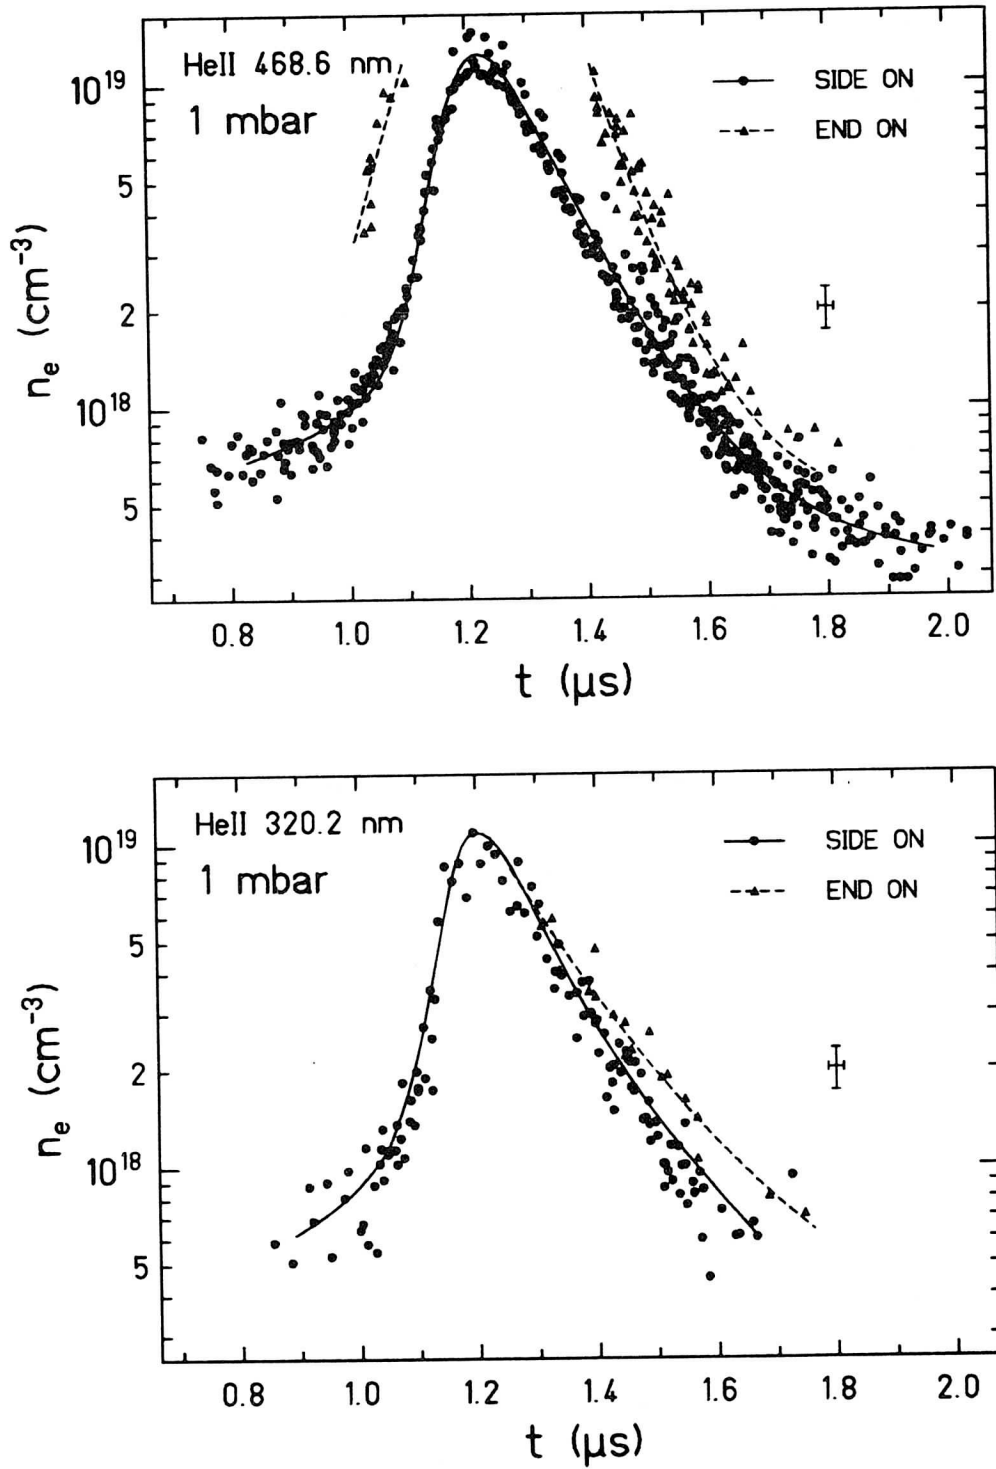 HeII 468.6 nm
1 mbar
SIDE ON
END ON
10¹⁹
5
2
10¹⁸
5
nₑ (cm⁻³)
0.8 1.0 1.2 1.4 1.6 1.8 2.0
t (μs)
HeII 320.2 nm
1 mbar
SIDE ON
END ON
10¹⁹
5
2
10¹⁸
5
nₑ (cm⁻³)
0.8 1.0 1.2 1.4 1.6 1.8 2.0
t (μs)